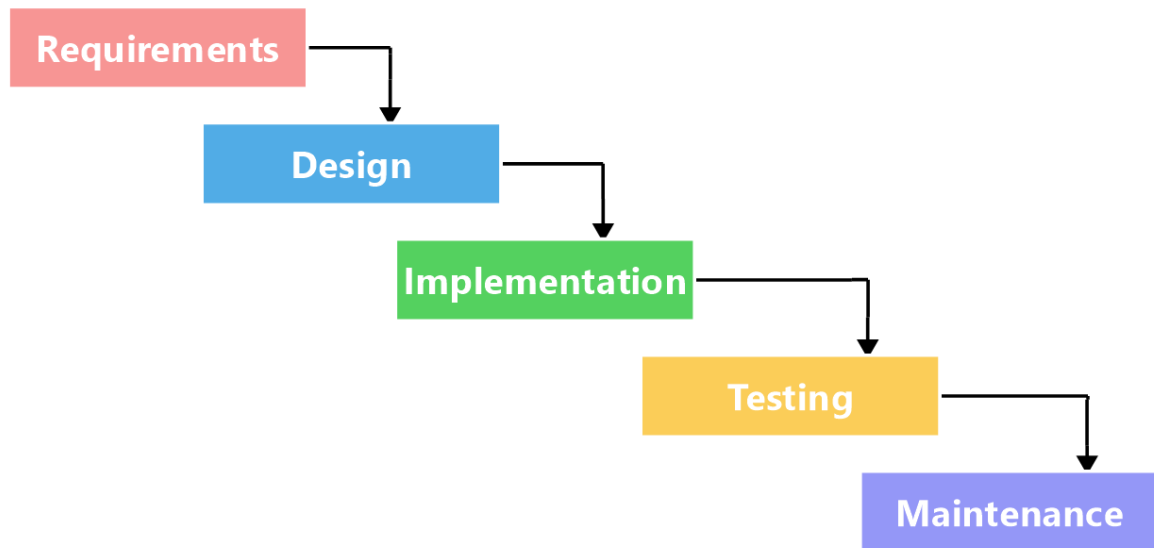 Requirements
Design
Implementation
Testing
Maintenance